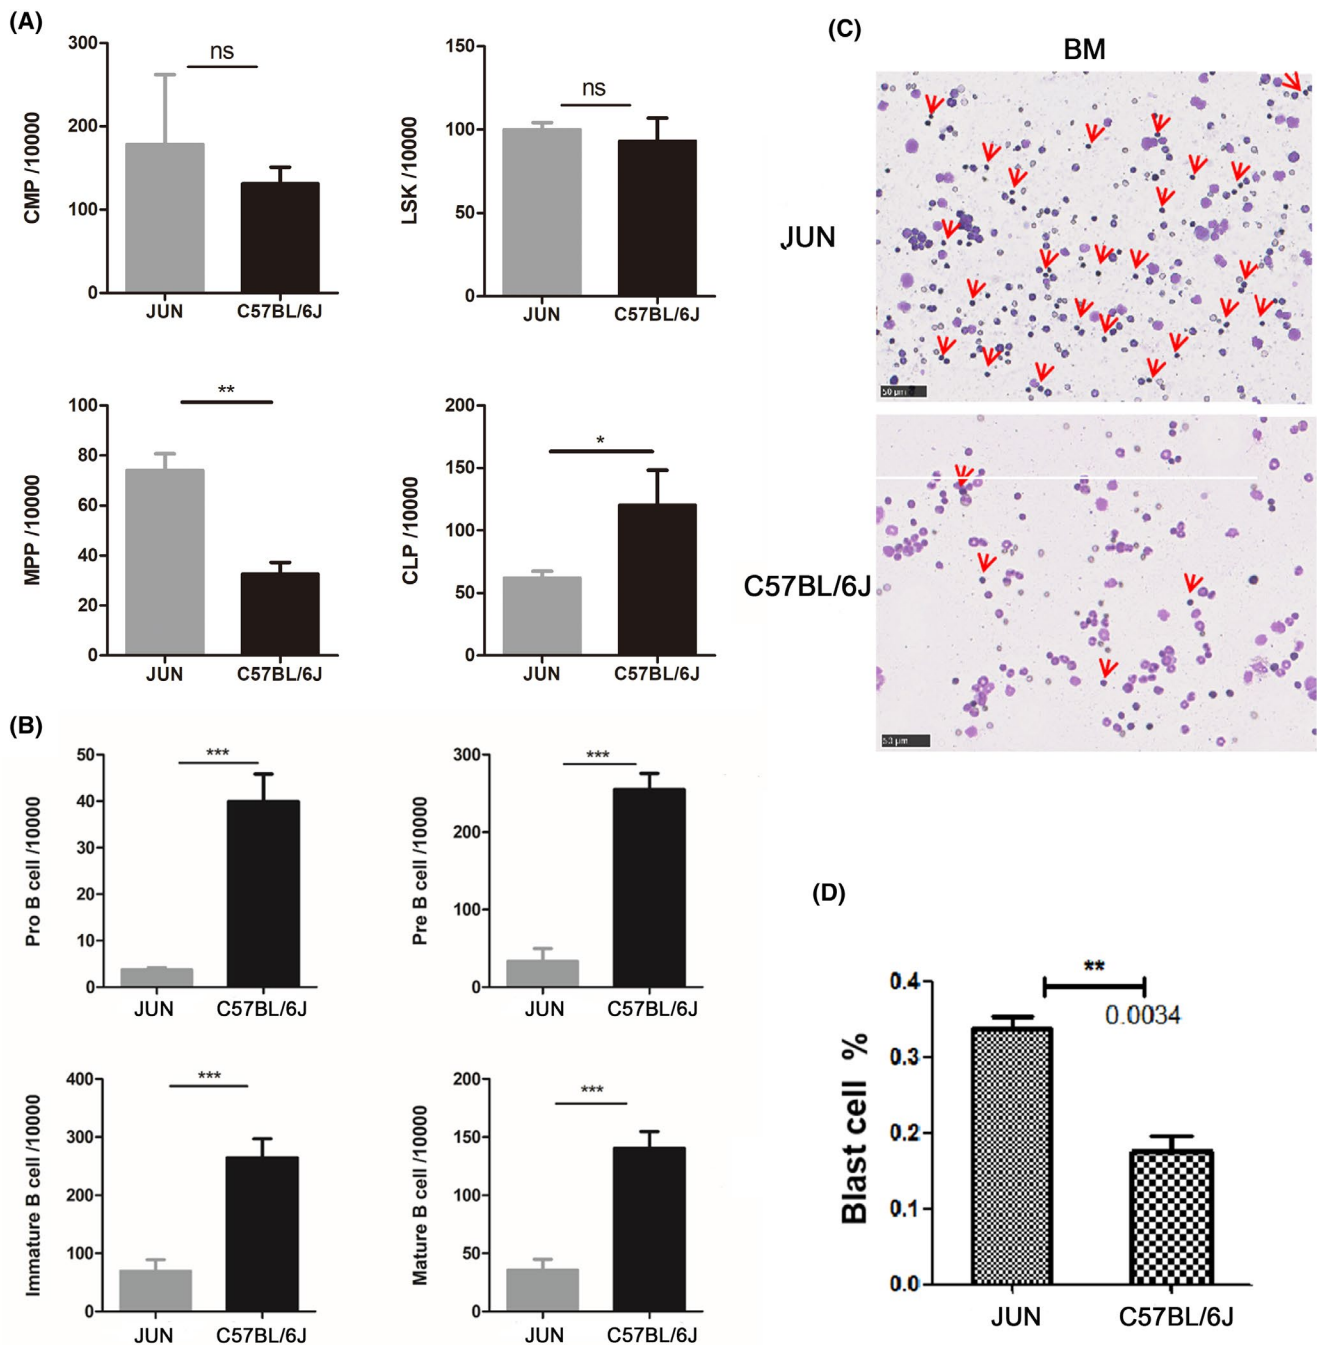 (A)
CMP /10000
300
200
100
0
ns
JUN
C57BL/6J
LSK /10000
150
100
50
0
ns
JUN
C57BL/6J
MPP /10000
100
80
60
40
20
0
**
JUN
C57BL/6J
CLP /10000
200
150
100
50
0
*
JUN
C57BL/6J
(B)
Pro B cell /10000
50
40
30
20
10
0
***
JUN
C57BL/6J
Pre B cell /10000
300
200
100
0
***
JUN
C57BL/6J
Immature B cell /10000
400
300
200
100
0
***
JUN
C57BL/6J
Mature B cell /10000
200
150
100
50
0
***
JUN
C57BL/6J
(C)
BM
JUN
50 μm
C57BL/6J
50 μm
(D)
Blast cell %
0.4
0.3
0.2
0.1
0.0
**
0.0034
JUN
C57BL/6J